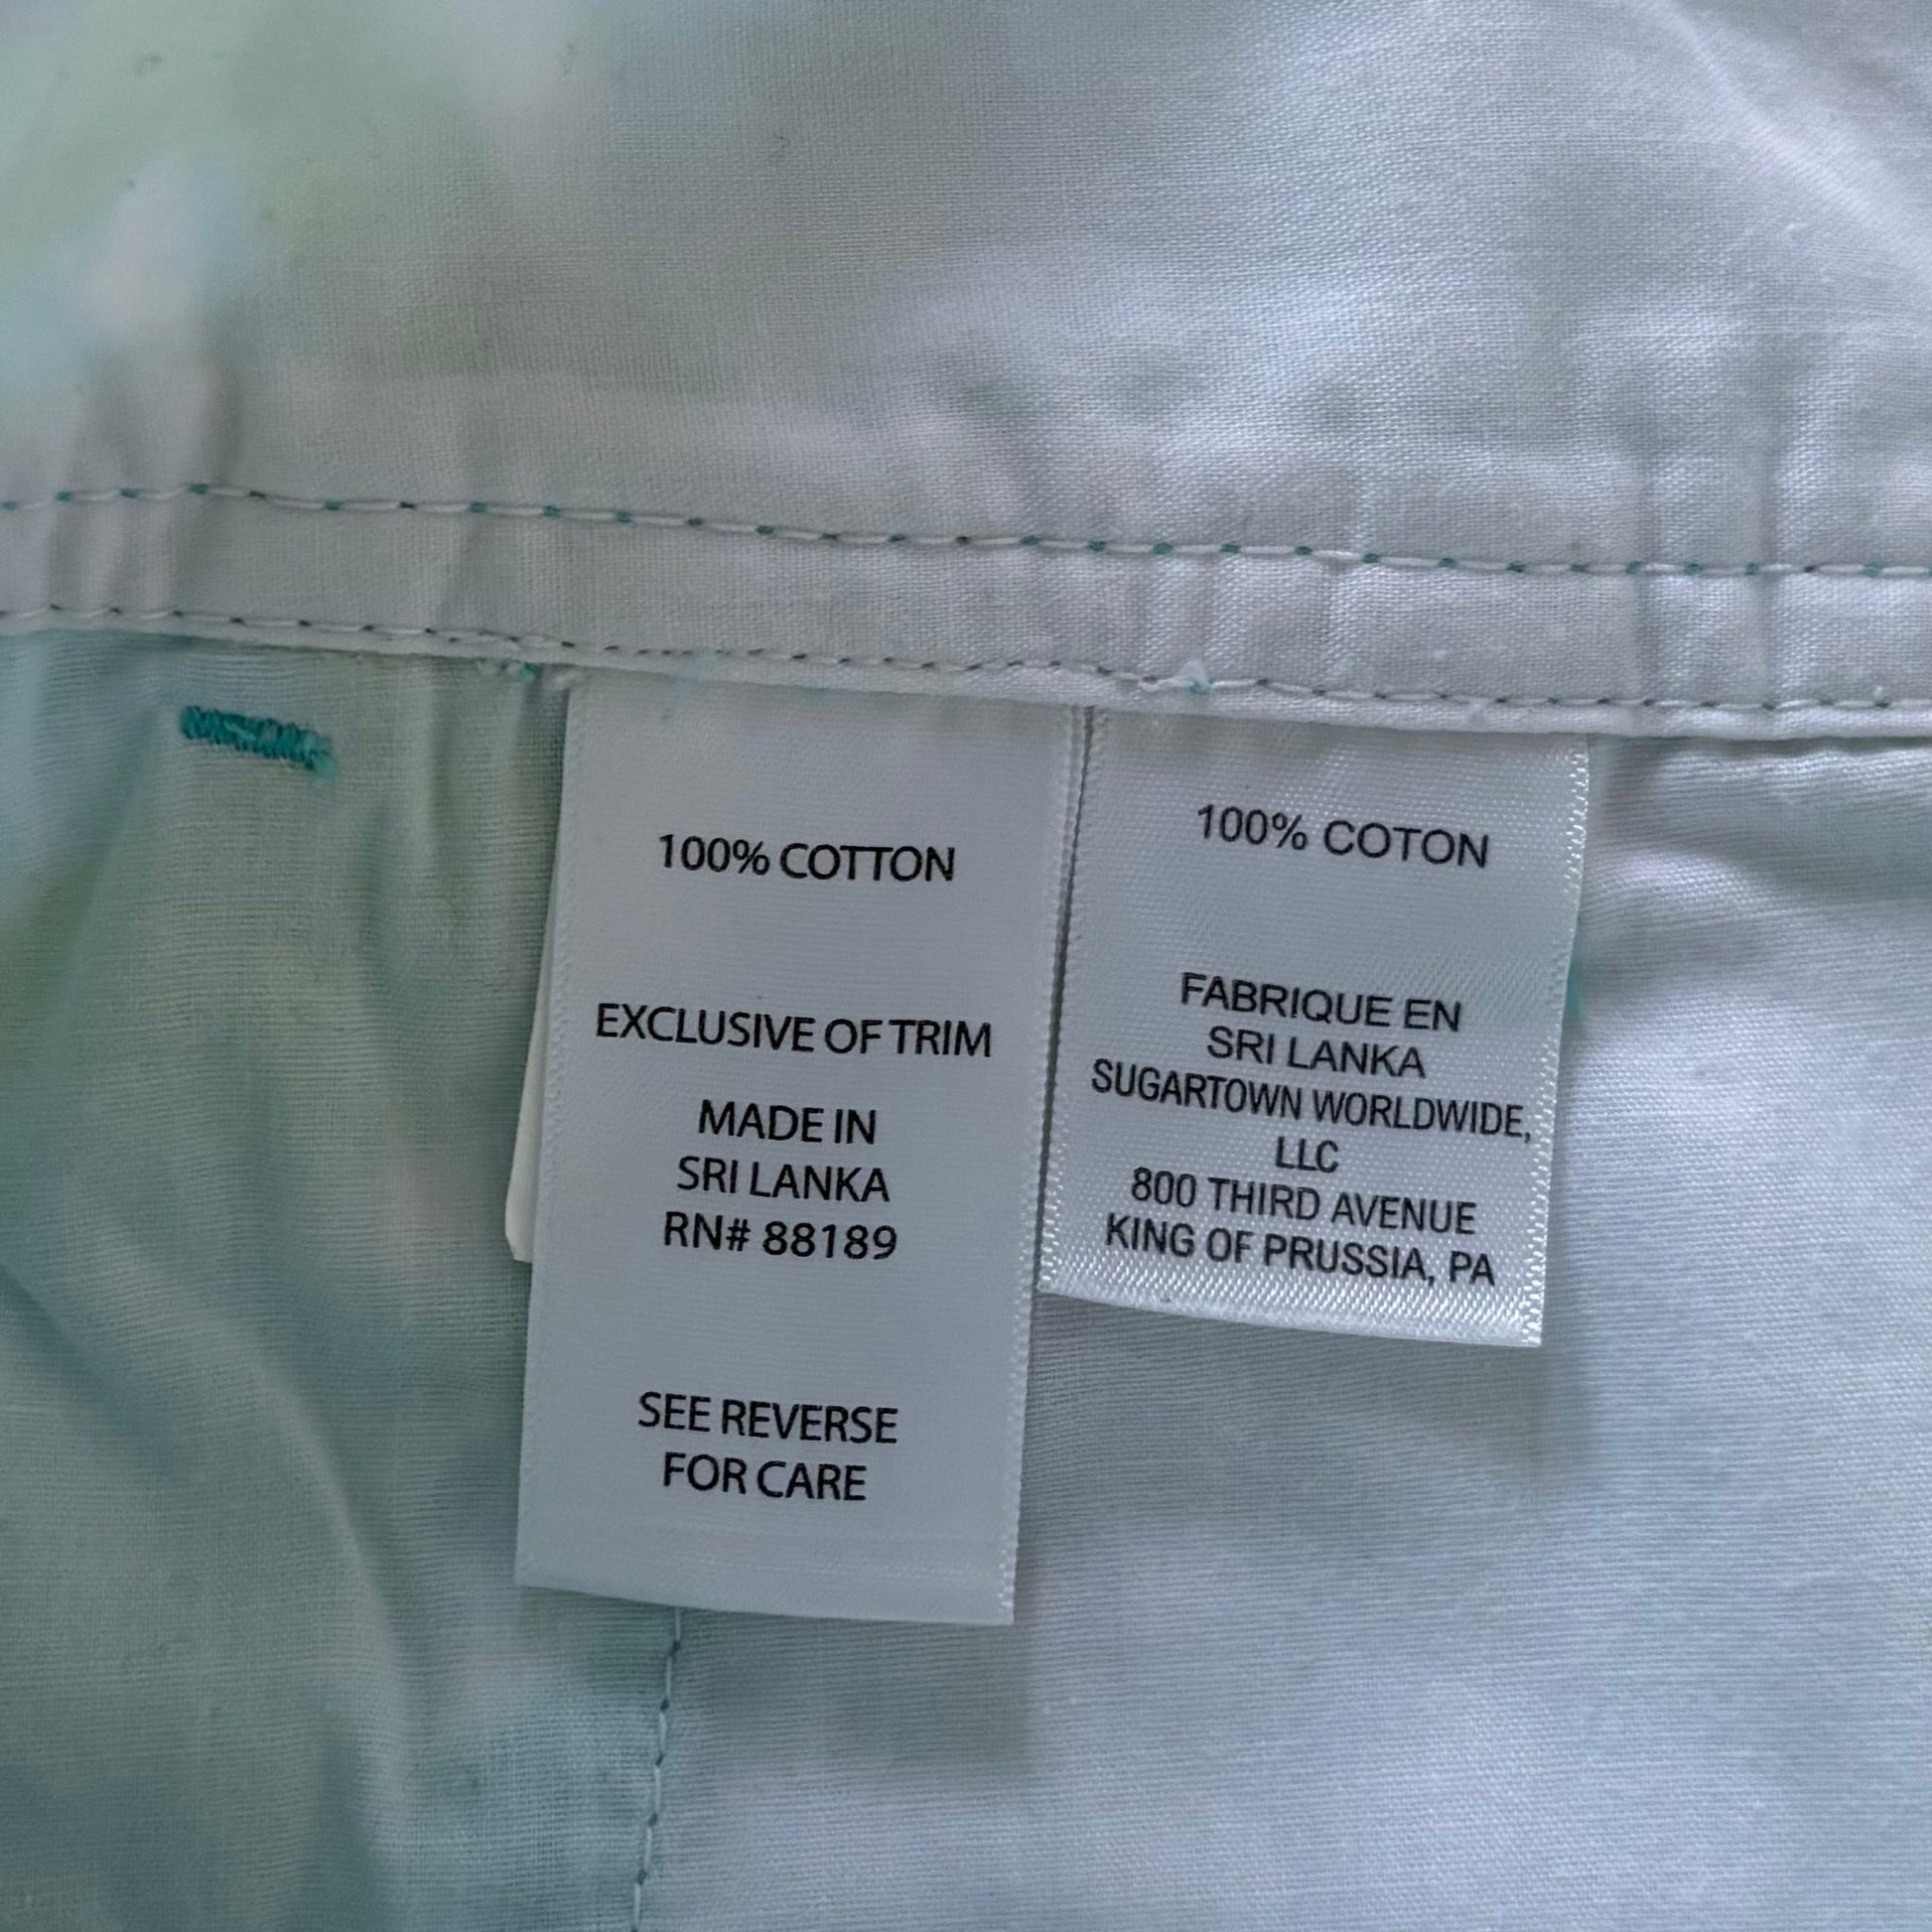 100% COTTON
EXCLUSIVE OF TRIM
MADE IN
SRI LANKA
RN# 88189
SEE REVERSE
FOR CARE
100% COTON
FABRIQUE EN
SRI LANKA
SUGARTOWN WORLDWIDE,
LLC
800 THIRD AVENUE
KING OF PRUSSIA, PA